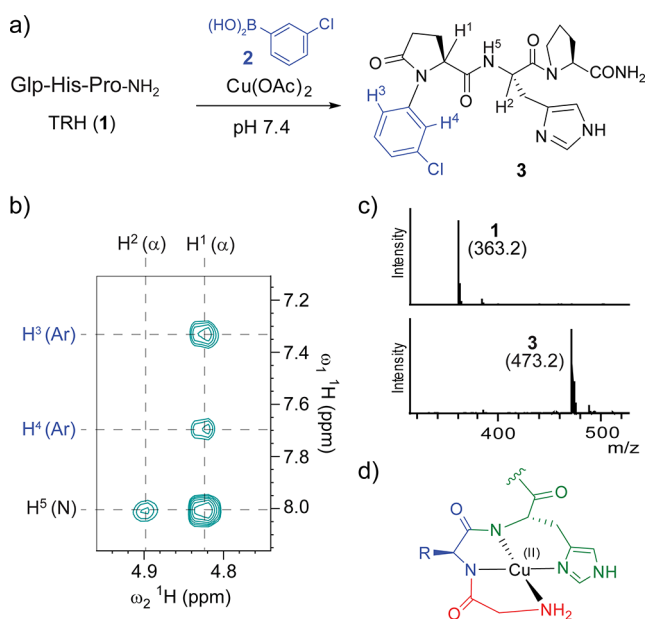 a)
(HO)₂B
Cl
2
Glp-His-Pro-NH₂
Cu(OAc)₂
TRH (1)
pH 7.4
O
N
H¹
H³
H⁴
Cl
O
H⁵
N
H²
O
N
O
NH₂
N
NH
3
b)
H²(α) H¹(α)
H³(Ar)
H⁴(Ar)
H⁵(N)
7.2
7.4
7.6
7.8
8.0
ω₁ ¹H (ppm)
4.9 4.8
ω₂ ¹H (ppm)
c)
Intensity
1
(363.2)
Intensity
3
(473.2)
400 500
m/z
d)
O
O
N
R
N
Cu
(II)
N
NH
O
NH₂